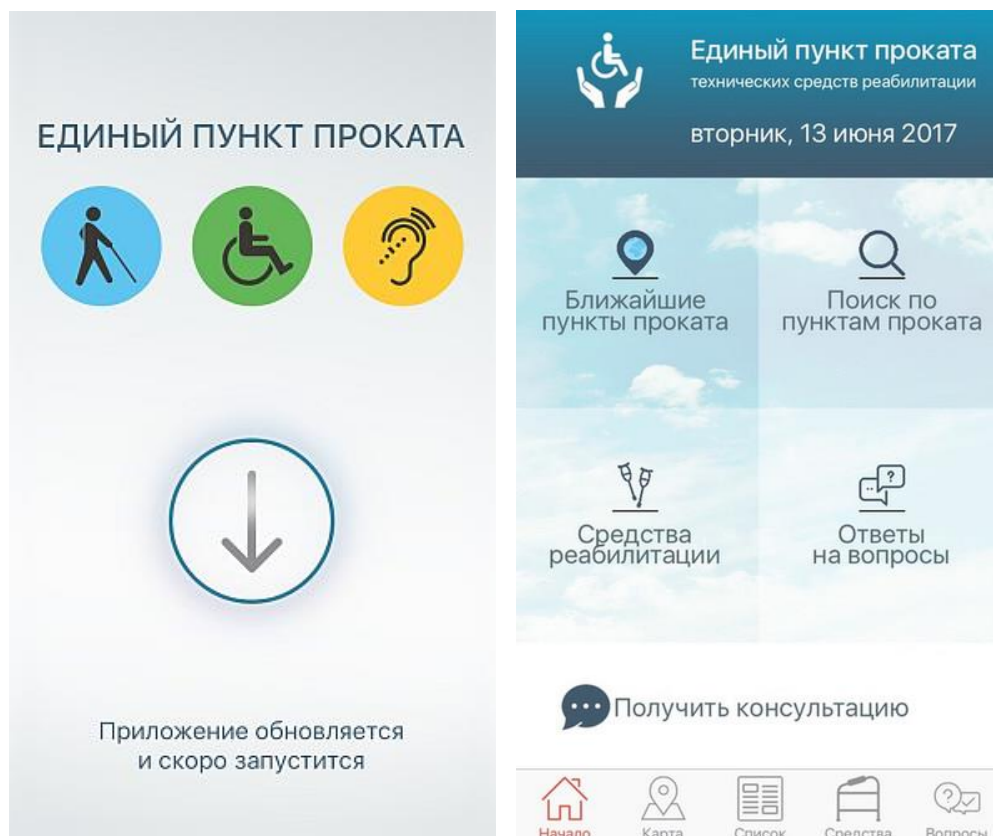 ЕДИНЫЙ ПУНКТ ПРОКАТА
Приложение обновляется
и скоро запустится
Единый пункт проката
технических средств реабилитации
вторник, 13 июня 2017
Ближайшие
пункты проката
Поиск по
пунктам проката
Средства
реабилитации
Ответы
на вопросы
Получить консультацию
Начало
Карта
Список
Средства
Вопросы